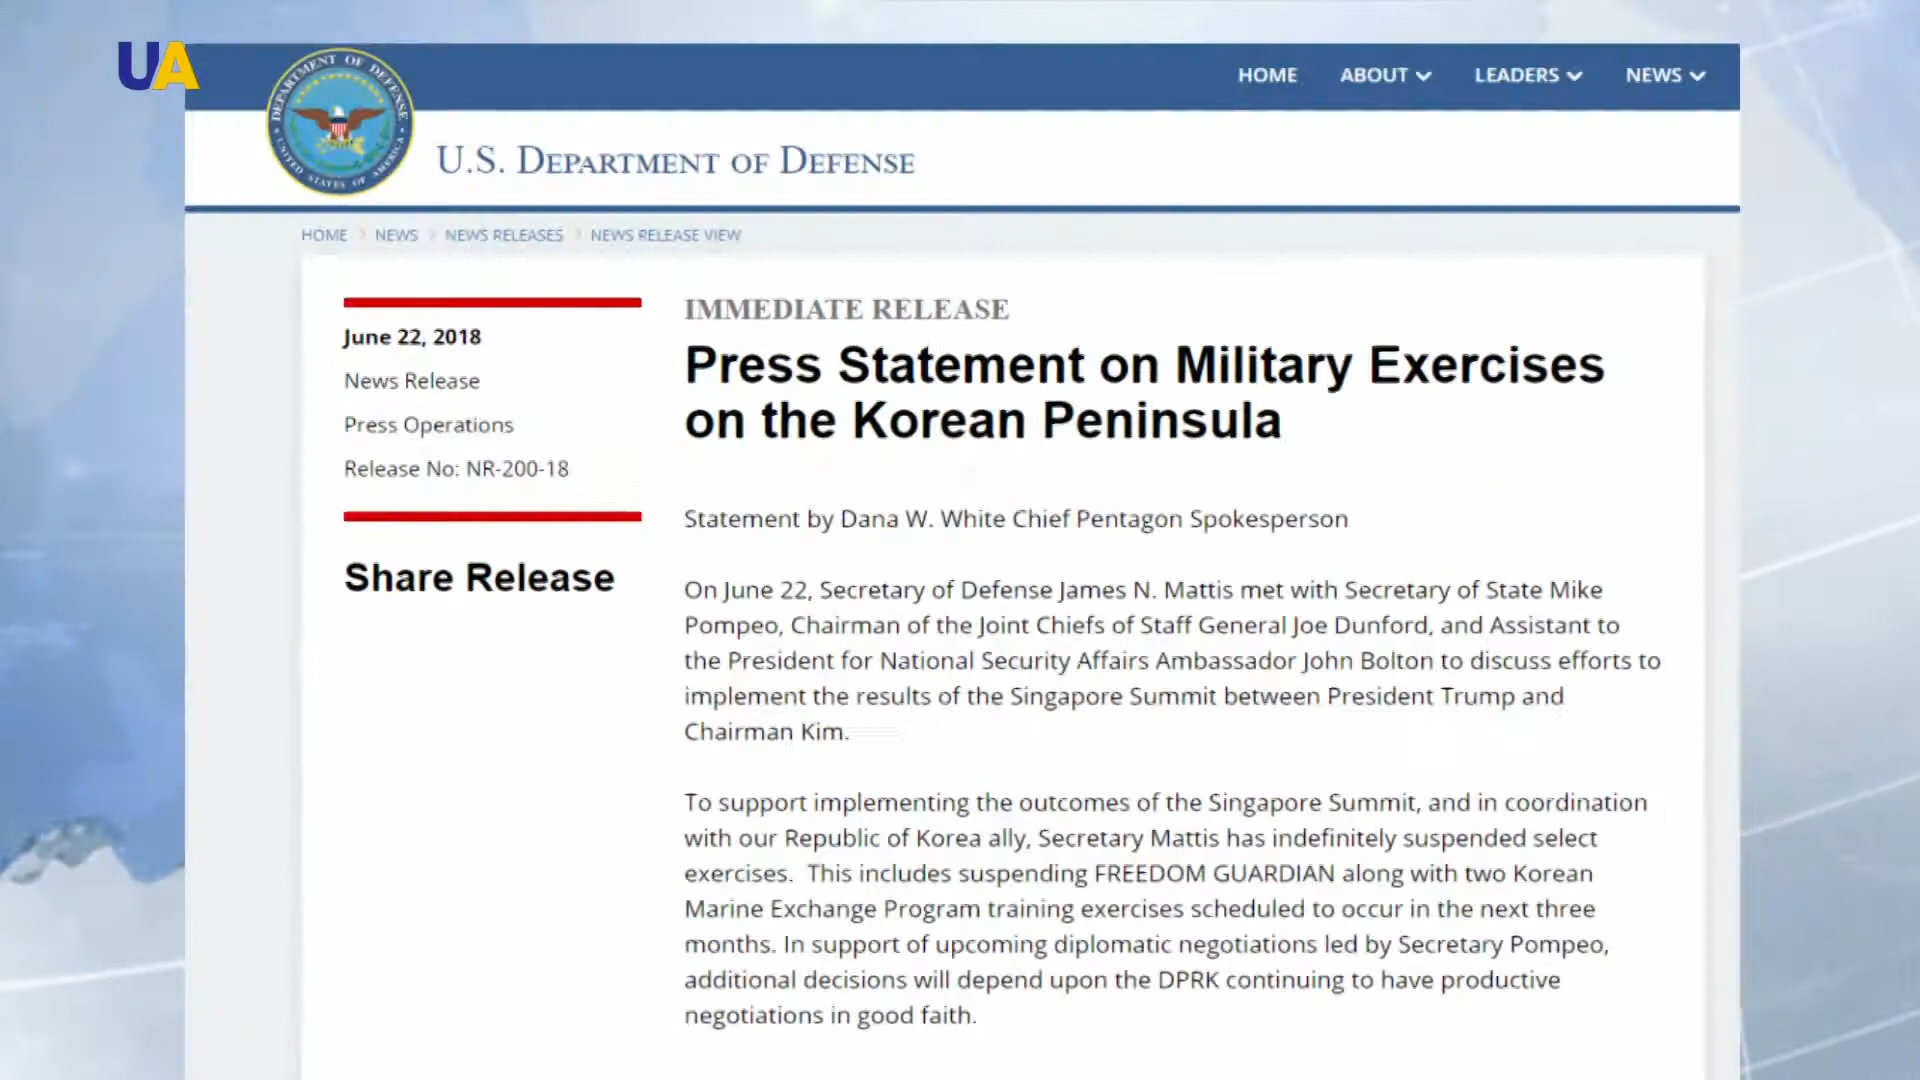 UA
DEPARTMENT OF DEFENSE
UNITED STATES OF AMERICA
HOME ABOUT LEADERS NEWS
U.S. DEPARTMENT OF DEFENSE
HOME NEWS NEWS RELEASES NEWS RELEASE VIEW
June 22, 2018
News Release
Press Operations
Release No: NR-200-18
Share Release
IMMEDIATE RELEASE
Press Statement on Military Exercises
on the Korean Peninsula
Statement by Dana W. White Chief Pentagon Spokesperson
On June 22, Secretary of Defense James N. Mattis met with Secretary of State Mike
Pompeo, Chairman of the Joint Chiefs of Staff General Joe Dunford, and Assistant to
the President for National Security Affairs Ambassador John Bolton to discuss efforts to
implement the results of the Singapore Summit between President Trump and
Chairman Kim.
To support implementing the outcomes of the Singapore Summit, and in coordination
with our Republic of Korea ally, Secretary Mattis has indefinitely suspended select
exercises.  This includes suspending FREEDOM GUARDIAN along with two Korean
Marine Exchange Program training exercises scheduled to occur in the next three
months. In support of upcoming diplomatic negotiations led by Secretary Pompeo,
additional decisions will depend upon the DPRK continuing to have productive
negotiations in good faith.